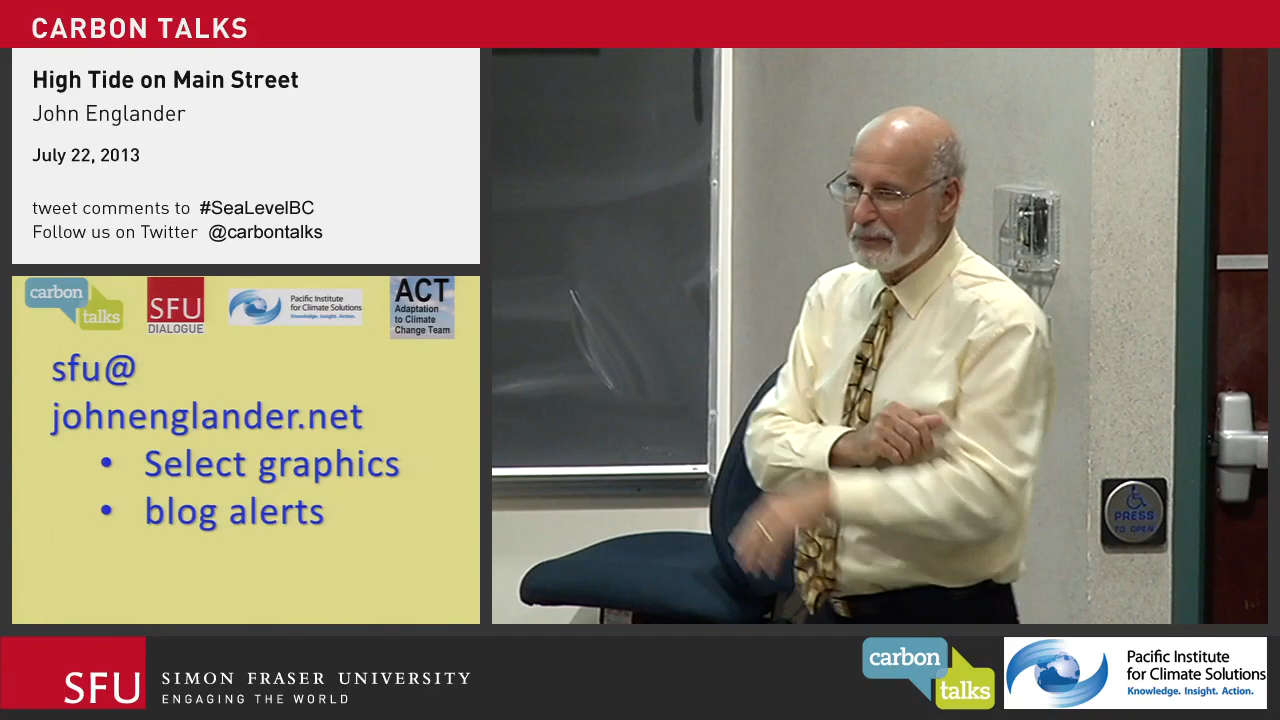 CARBON TALKS
High Tide on Main Street
John Englander
July 22, 2013
tweet comments to #SeaLevelBC
Follow us on Twitter @carbontalks
carbon
talks
SFU
DIALOGUE
Pacific Institute
for Climate Solutions
Knowledge. Insight. Action.
ACT
Adaptation
to Climate
Change Team
sfu@
johnenglander.net
• Select graphics
• blog alerts
PRESS
TO OPEN
SFU
SIMON FRASER UNIVERSITY
ENGAGING THE WORLD
carbon
talks
Pacific Institute
for Climate Solutions
Knowledge. Insight. Action.